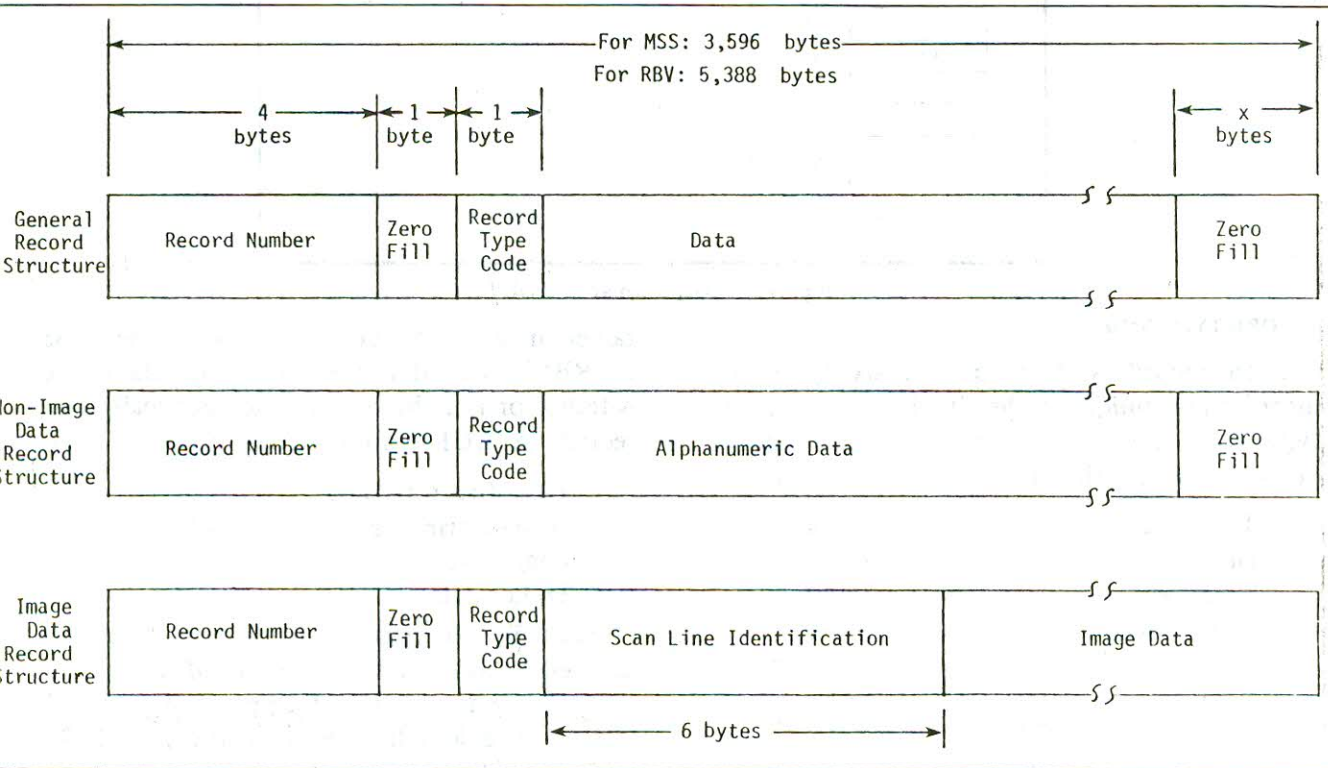 For MSS: 3,596 bytes
For RBV: 5,388 bytes
4 bytes
1 byte
1 byte
x bytes
General Record Structure
Record Number
Zero Fill
Record Type Code
Data
Zero Fill
Non-Image Data Record Structure
Record Number
Zero Fill
Record Type Code
Alphanumeric Data
Zero Fill
Image Data Record Structure
Record Number
Zero Fill
Record Type Code
Scan Line Identification
Image Data
6 bytes